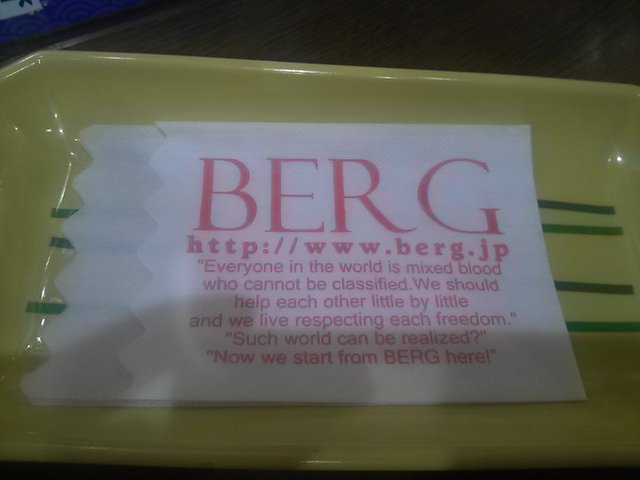 BERG
http://www.berg.jp
"Everyone in the world is mixed blood
who cannot be classified.We should
help each other little by little
and we live respecting each freedom."
"Such world can be realized?"
"Now we start from BERG here!"